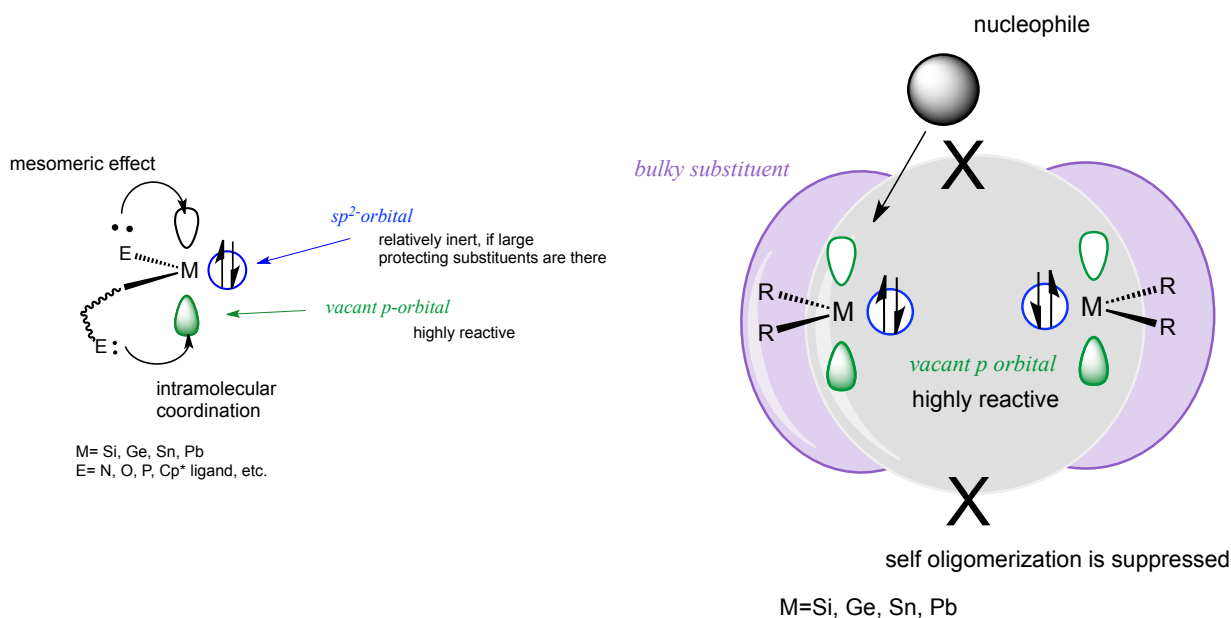 mesomeric effect
E
M
E:
sp²-orbital
relatively inert, if large
protecting substituents are there
vacant p-orbital
highly reactive
intramolecular
coordination
M= Si, Ge, Sn, Pb
E= N, O, P, Cp* ligand, etc.
nucleophile
bulky substituent
X
R
M
R
M
R
R
vacant p orbital
highly reactive
X
self oligomerization is suppressed
M=Si, Ge, Sn, Pb